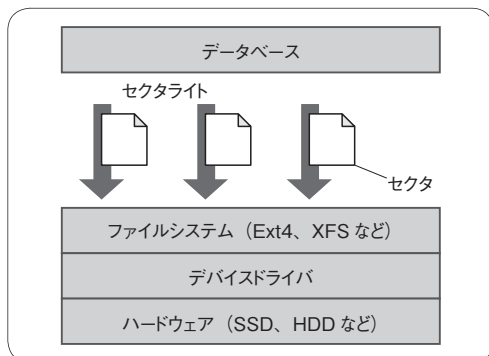 データベース
セクタライト
セクタ
ファイルシステム（Ext4、XFS など）
デバイスドライバ
ハードウェア（SSD、HDD など）